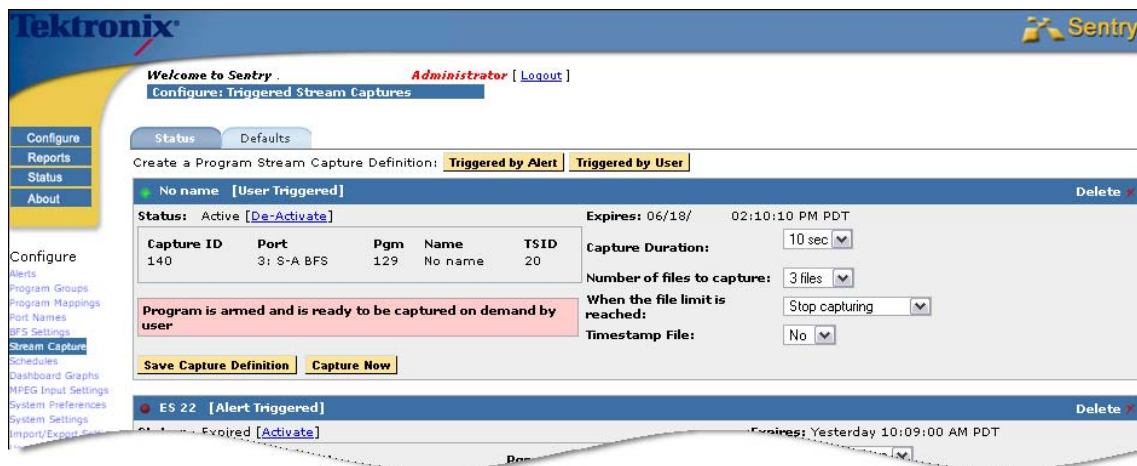 Tektronix
Sentry
Welcome to Sentry . Administrator [ Logout ]
Configure: Triggered Stream Captures
Configure
Reports
Status
About
Status Defaults
Create a Program Stream Capture Definition: Triggered by Alert Triggered by User
No name [User Triggered] Delete x
Status: Active [De-Activate] Expires: 06/18/ 02:10:10 PM PDT
Capture ID Port Pgm Name TSID
140 3: S-A BFS 129 No name 20
Capture Duration: 10 sec
Number of files to capture: 3 files
When the file limit is reached: Stop capturing
Timestamp File: No
Program is armed and is ready to be captured on demand by user
Save Capture Definition Capture Now
Configure
Alerts
Program Groups
Program Mappings
Port Names
BFS Settings
Stream Capture
Schedules
Dashboard Graphs
MPEG Input Settings
System Preferences
System Settings
Import/Export
ES 22 [Alert Triggered] Delete x
Expired [Activate] Expires: Yesterday 10:09:00 AM PDT